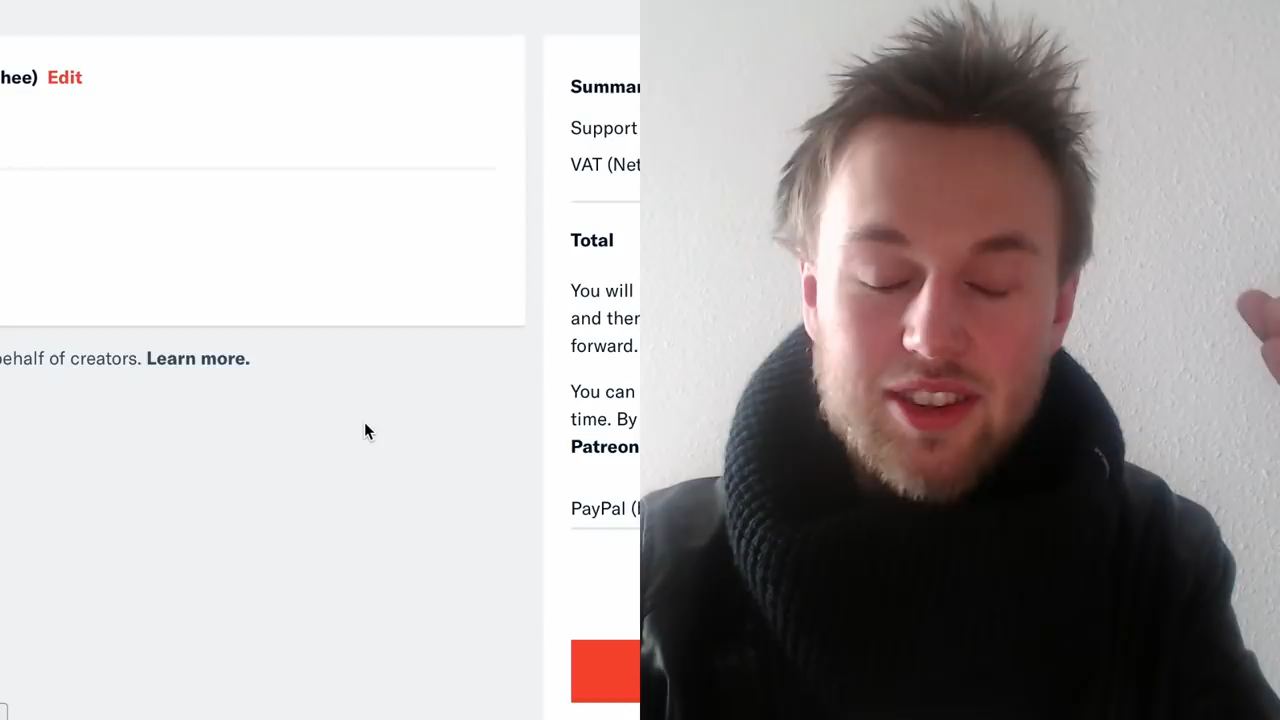 hee) Edit
ehalf of creators. Learn more.
Summar
Support
VAT (Net
Total
You will
and then
forward.
You can
time. By
Patreon
PayPal (